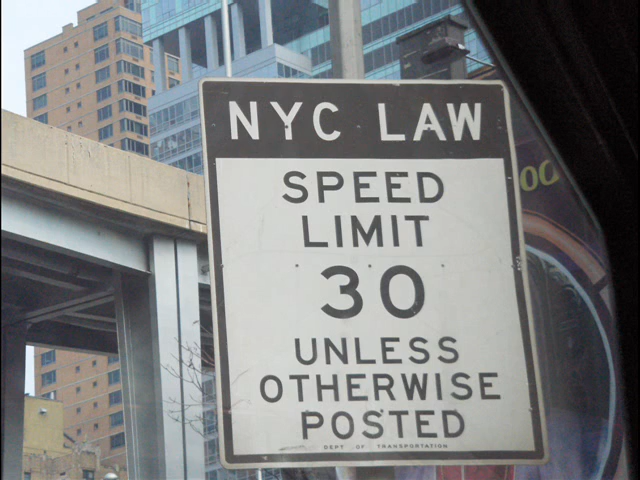 NYC LAW
SPEED
LIMIT
30
UNLESS
OTHERWISE
POSTED
DEPT OF TRANSPORTATION